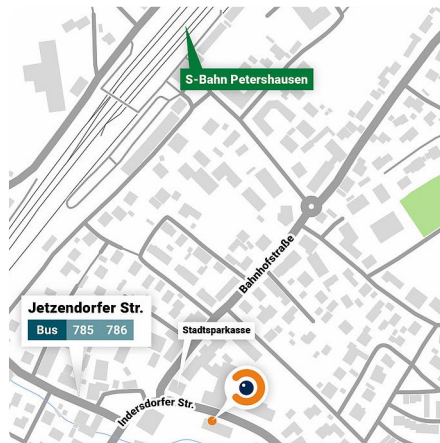 S-Bahn Petershausen
Bahnhofstraße
Jetzendorfer Str.
Bus 785 786
Stadtsparkasse
Indersdorfer Str.